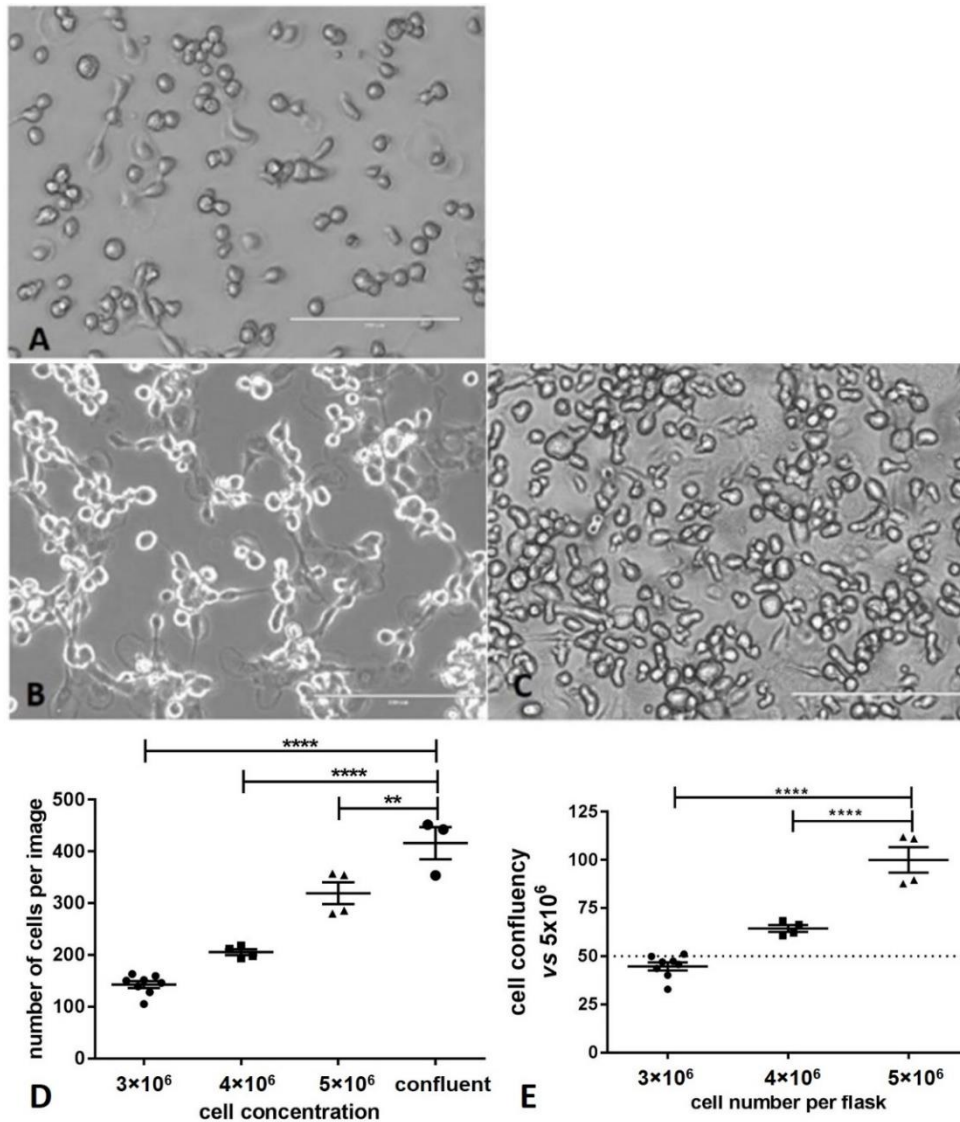 A
B
C
****
****
**
500
400
300
200
100
0
number of cells per image
3×10⁶ 4×10⁶ 5×10⁶ confluent
cell concentration
D
****
****
125
100
75
50
25
0
cell confluency
vs 5x10⁶
3×10⁶ 4×10⁶ 5×10⁶
cell number per flask
E